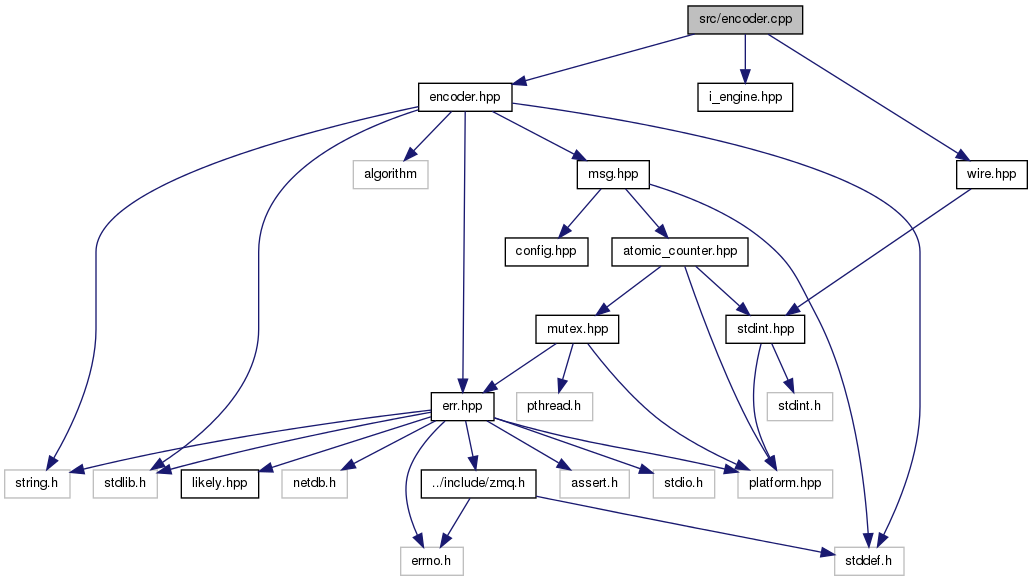 src/encoder.cpp
encoder.hpp
i_engine.hpp
algorithm
msg.hpp
wire.hpp
config.hpp
atomic_counter.hpp
mutex.hpp
stdint.hpp
err.hpp
pthread.h
stdint.h
string.h
stdlib.h
likely.hpp
netdb.h
../include/zmq.h
assert.h
stdio.h
platform.hpp
errno.h
stddef.h